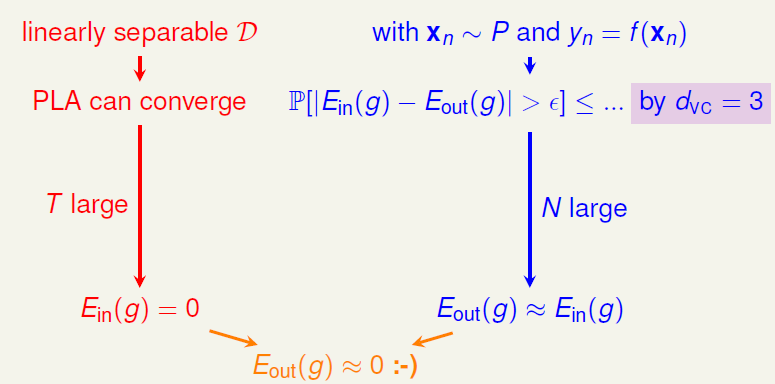 linearly separable 𝒟
with 𝐱ₙ ∼ P and yₙ = f(𝐱ₙ)
PLA can converge
ℙ[|E_in(g) − E_out(g)| > ϵ] ≤ ... by d_VC = 3
T large
N large
E_in(g) = 0
E_out(g) ≈ E_in(g)
E_out(g) ≈ 0 :-)